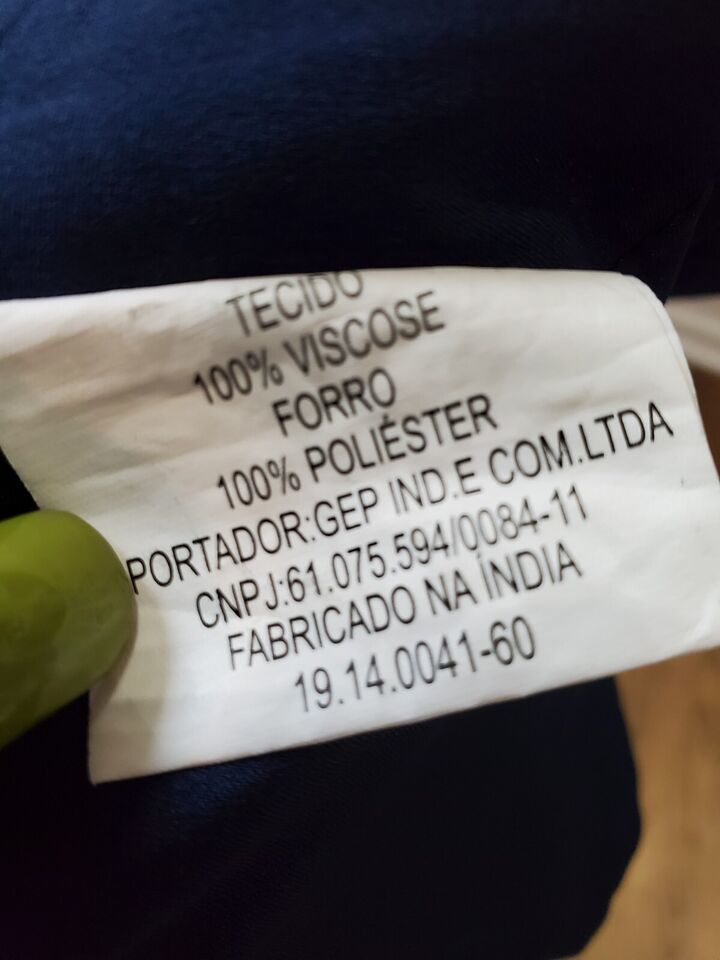 TECIDO
100% VISCOSE
FORRO
100% POLIÉSTER
PORTADOR:GEP IND.E COM.LTDA
CNPJ:61.075.594/0084-11
FABRICADO NA ÍNDIA
19.14.0041-60